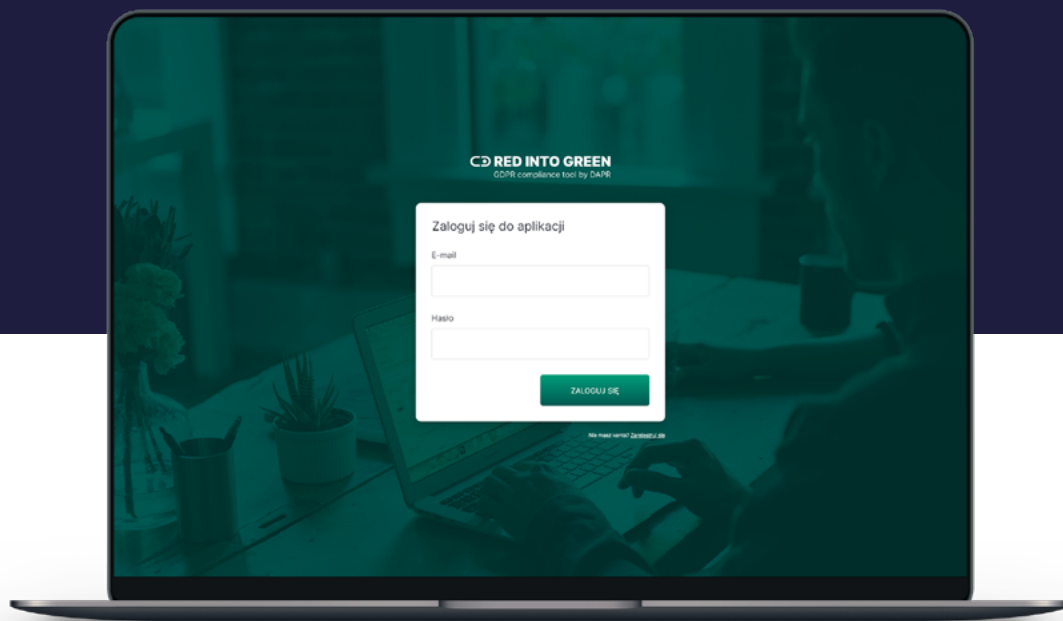 RED INTO GREEN
GDPR compliance tool by DAPR
Zaloguj się do aplikacji
E-mail
Hasło
ZALOGUJ SIĘ
Nie masz konta? Zarejestruj się